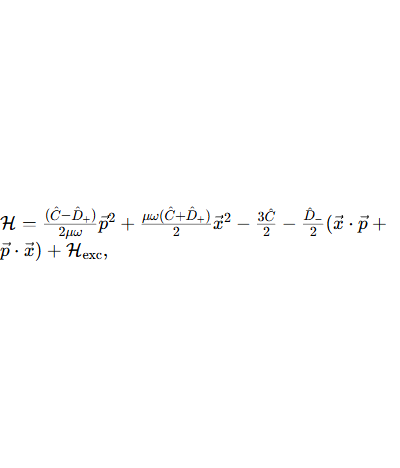 $\mathcal{H} = \frac{(\hat{C}-\hat{D}_+)}{2\mu\omega}\vec{p}^2 + \frac{\mu\omega(\hat{C}+\hat{D}_+)}{2}\vec{x}^2 - \frac{3\hat{C}}{2} - \frac{\hat{D}_-}{2}(\vec{x}\cdot\vec{p} +$
$\vec{p}\cdot\vec{x}) + \mathcal{H}_{\mathrm{exc}},$